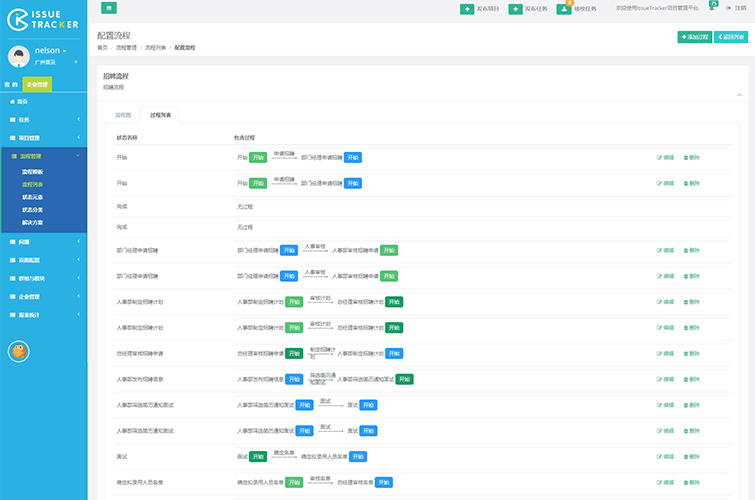 ISSUE
TRACKER
nelson
广州普及
我 的
企业管理
首页
任务
项目管理
流程管理
流程模板
流程列表
状态元素
状态分类
解决方案
问题
页面配置
群组与模块
企业管理
报表统计
发布项目
发布任务
接收任务
欢迎使用IssueTracker项目管理平台.
75
注销
配置流程
首页 / 流程管理 / 流程列表 / 配置流程
添加过程
返回列表
招聘流程
招聘流程
流程图
过程列表
状态名称 包含过程
开始 开始 开始 申请招聘 部门经理申请招聘 开始 编辑 删除
开始 开始 开始 申请招聘 部门经理申请招聘 开始 编辑 删除
完成 无过程
完成 无过程
部门经理申请招聘 部门经理申请招聘 开始 人事审核 人事部审核招聘申请 开始 编辑 删除
部门经理申请招聘 部门经理申请招聘 开始 人事审核 人事部审核招聘申请 开始 编辑 删除
人事部制定招聘计划 人事部制定招聘计划 开始 审核计划 总经理审核招聘计划 开始 编辑 删除
人事部制定招聘计划 人事部制定招聘计划 开始 审核计划 总经理审核招聘计划 开始 编辑 删除
总经理审核招聘申请 总经理审核招聘申请 开始 制定招聘计划 人事部制定招聘计划 开始 编辑 删除
人事部发布招聘信息 人事部发布招聘信息 开始 筛选简历通知面试 人事部筛选简历通知面试 开始 编辑 删除
人事部筛选简历通知面试 人事部筛选简历通知面试 开始 面试 面试 开始 编辑 删除
人事部筛选简历通知面试 人事部筛选简历通知面试 开始 面试 面试 开始 编辑 删除
面试 面试 开始 确定名单 确定拟录用人员名单 开始 编辑 删除
确定拟录用人员名单 确定拟录用人员名单 开始 审核名单 总经理审核名单 开始 编辑 删除